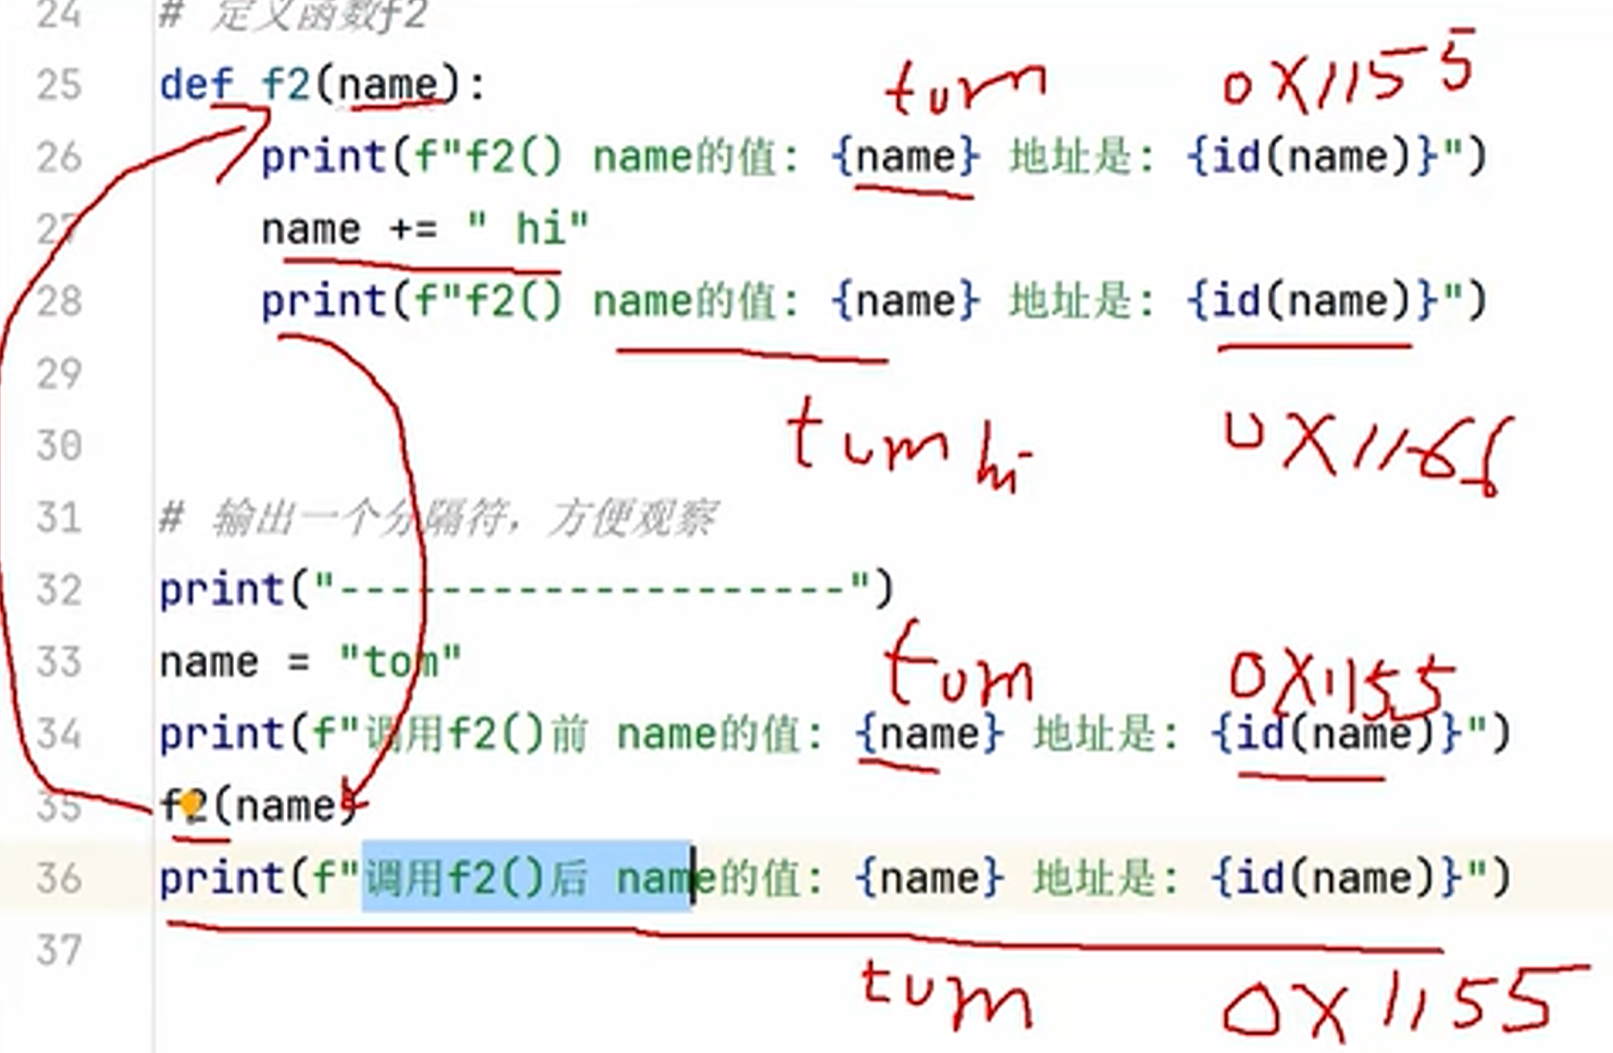 24 # 定义函数f2
tum 0X1155
25 def f2(name):
26 print(f"f2() name的值: {name} 地址是: {id(name)}")
27 name += " hi"
28 print(f"f2() name的值: {name} 地址是: {id(name)}")
29
tum hi 0X1166
30
31 # 输出一个分隔符，方便观察
32 print("---------------------")
tum 0X1155
33 name = "tom"
34 print(f"调用f2()前 name的值: {name} 地址是: {id(name)}")
35 f2(name)
36 print(f"调用f2()后 name的值: {name} 地址是: {id(name)}")
37
tum 0X1155